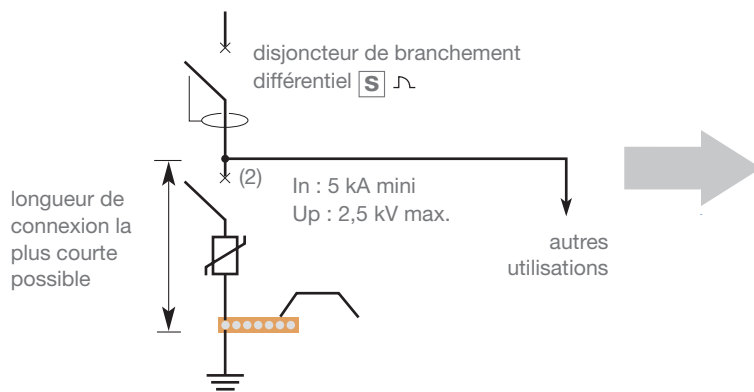 disjoncteur de branchement
différentiel S
(2)
In : 5 kA mini
Up : 2,5 kV max.
longueur de
connexion la
plus courte
possible
autres
utilisations